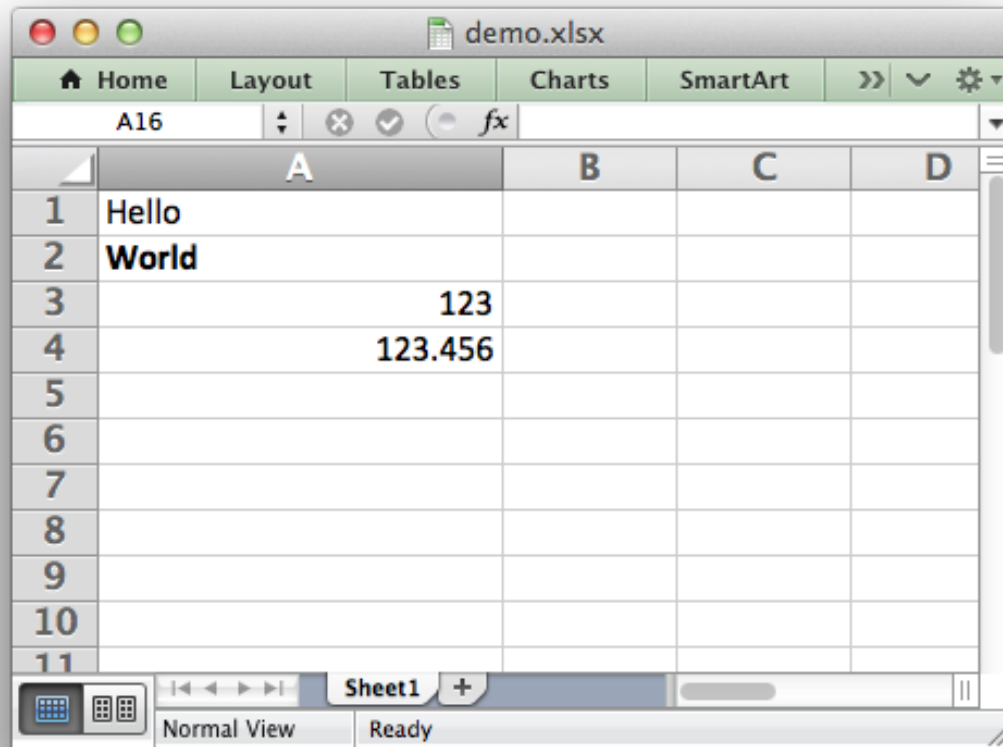 demo.xlsx
Home Layout Tables Charts SmartArt
A16 fx
A B C D
1 Hello
2 World
3 123
4 123.456
5
6
7
8
9
10
11
Sheet1 +
Normal View Ready